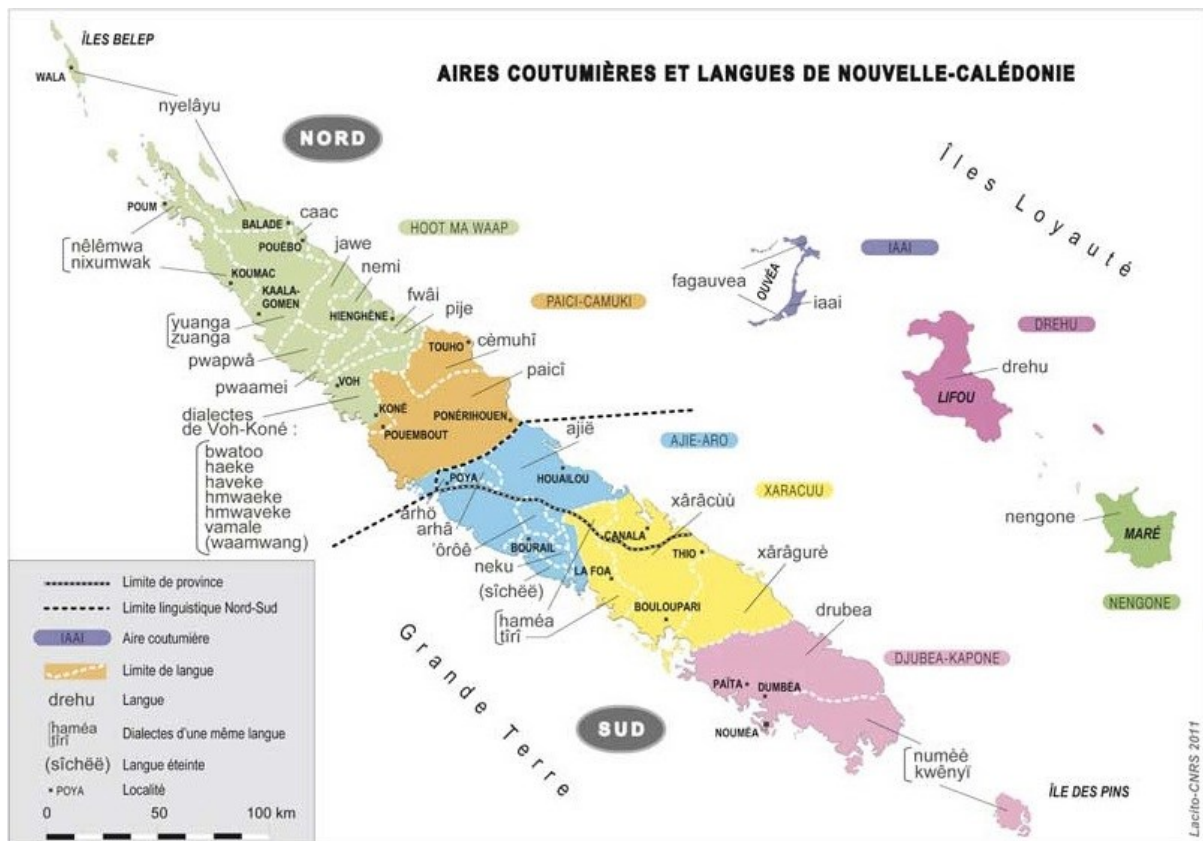 AIRES COUTUMIÈRES ET LANGUES DE NOUVELLE-CALÉDONIE
ÎLES BELEP
WALA
nyelâyu
NORD
Îles Loyauté
POUM
BALADE
caac
POUÉBO
HOOT MA WAAP
nêlêmwa
nixumwak
jawe
KOUMAC
nemi
KAALA-
GOMEN
fwâi
HIENGHÈNE
pije
PAICI-CAMUKI
yuanga
zuanga
pwapwâ
TOUHO
cèmuhî
pwaamei
VOH
paicî
dialectes
de Voh-Koné :
bwatoo
haeke
haveke
hmwaeke
hmwaveke
vamale
(waamwang)
KONÉ
PONÉRIHOUEN
POUEMBOUT
fagauvea
OUVÉA
iaai
IAAI
DREHU
drehu
LIFOU
nengone
MARÉ
NENGONE
ajië
AJIE-ARO
POYA
HOUAILOU
XARACUU
arhö
arhâ
xârâcùù
'ôrôê
CANALA
BOURAIL
THIO
neku
LA FOA
(sîchëë)
xârâgurè
BOULOUPARI
haméa
tîrî
drubea
DJUBEA-KAPONE
Grande Terre
PAÏTA
DUMBÉA
SUD
NOUMÉA
numèè
kwênyï
ÎLE DES PINS
Limite de province
Limite linguistique Nord-Sud
IAAI
Aire coutumière
Limite de langue
drehu
Langue
haméa
tîrî
Dialectes d'une même langue
(sîchëë)
Langue éteinte
POYA
Localité
0 50 100 km
Lacito-CNRS 2011